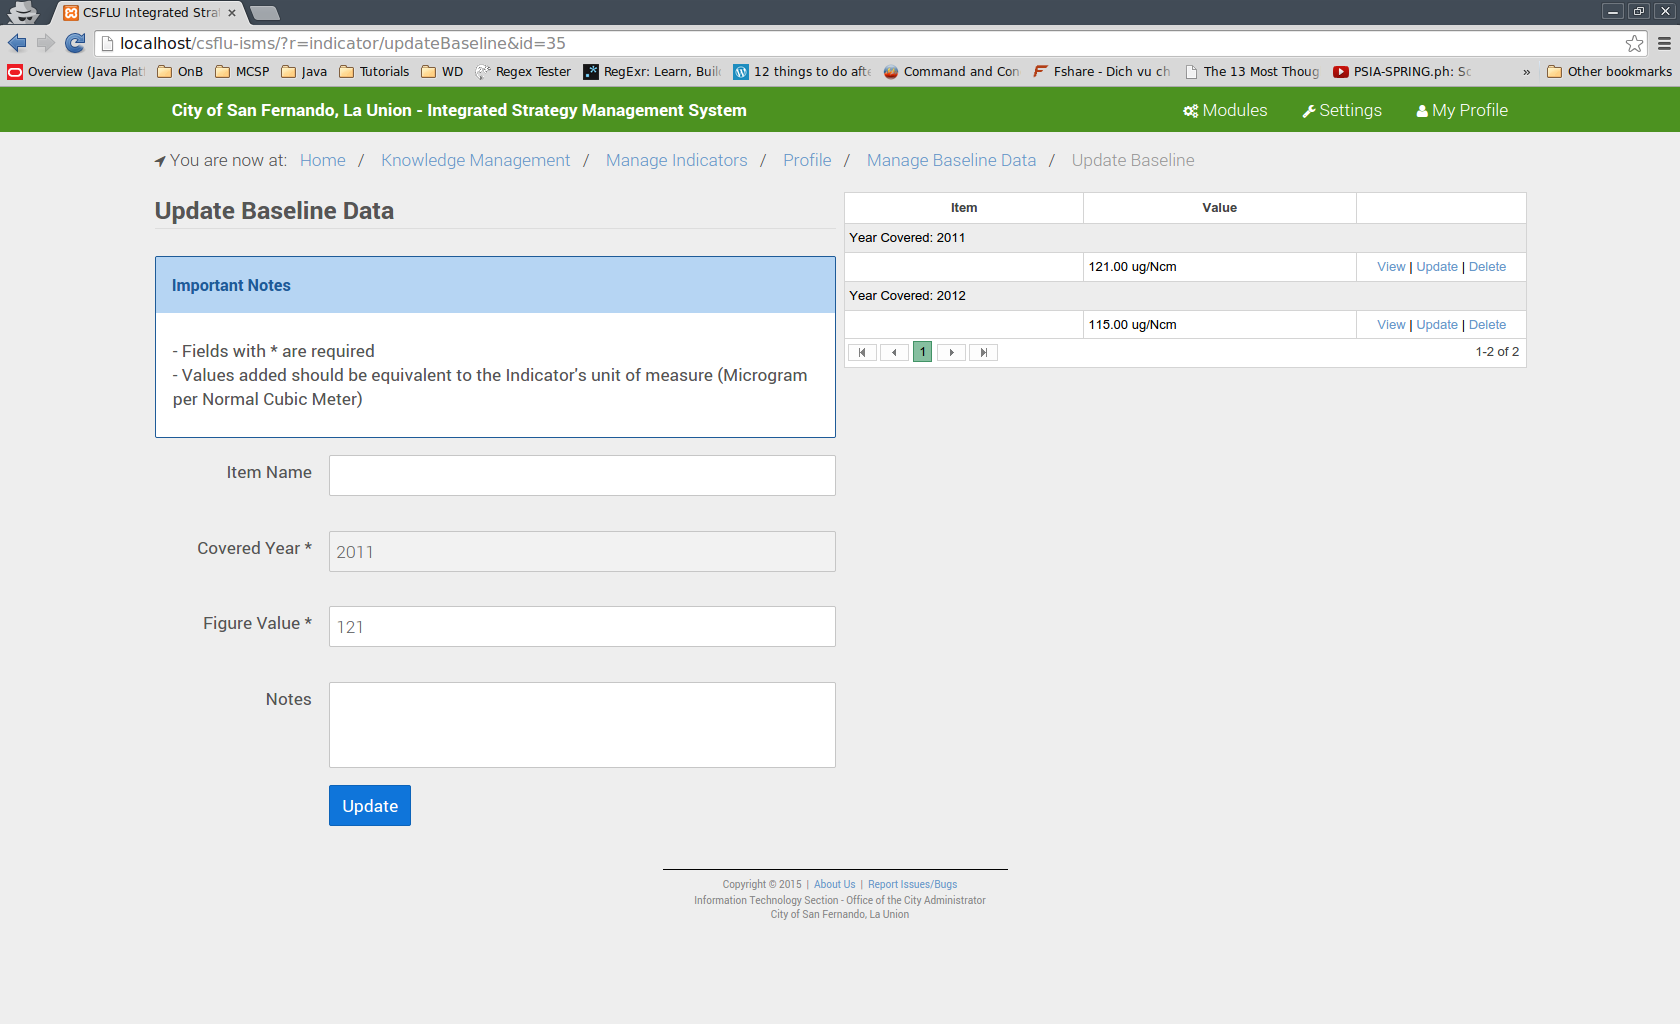 CSFLU Integrated Stra
localhost/csflu-isms/?r=indicator/updateBaseline&id=35
Overview (Java Plat OnB MCSP Java Tutorials WD Regex Tester RegExr: Learn, Buil 12 things to do afte Command and Con Fshare - Dich vu ch The 13 Most Thoug PSIA-SPRING.ph: Sc » Other bookmarks
City of San Fernando, La Union - Integrated Strategy Management System Modules Settings My Profile
You are now at: Home / Knowledge Management / Manage Indicators / Profile / Manage Baseline Data / Update Baseline
Update Baseline Data
Important Notes
- Fields with * are required
- Values added should be equivalent to the Indicator's unit of measure (Microgram
per Normal Cubic Meter)
Item Name
Covered Year * 2011
Figure Value * 121
Notes
Update
Item Value
Year Covered: 2011
121.00 ug/Ncm View | Update | Delete
Year Covered: 2012
115.00 ug/Ncm View | Update | Delete
1 1-2 of 2
Copyright © 2015 | About Us | Report Issues/Bugs
Information Technology Section - Office of the City Administrator
City of San Fernando, La Union